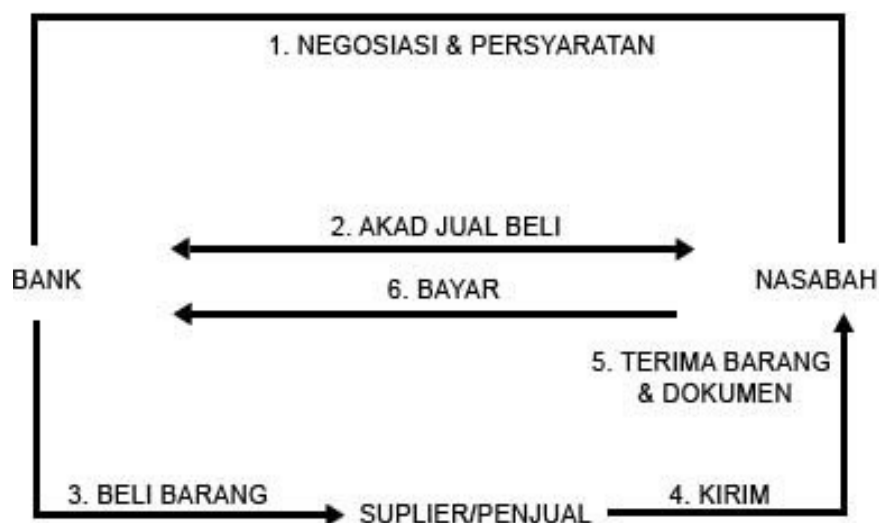 1. NEGOSIASI & PERSYARATAN
2. AKAD JUAL BELI
BANK
6. BAYAR
NASABAH
5. TERIMA BARANG
& DOKUMEN
3. BELI BARANG
SUPLIER/PENJUAL
4. KIRIM